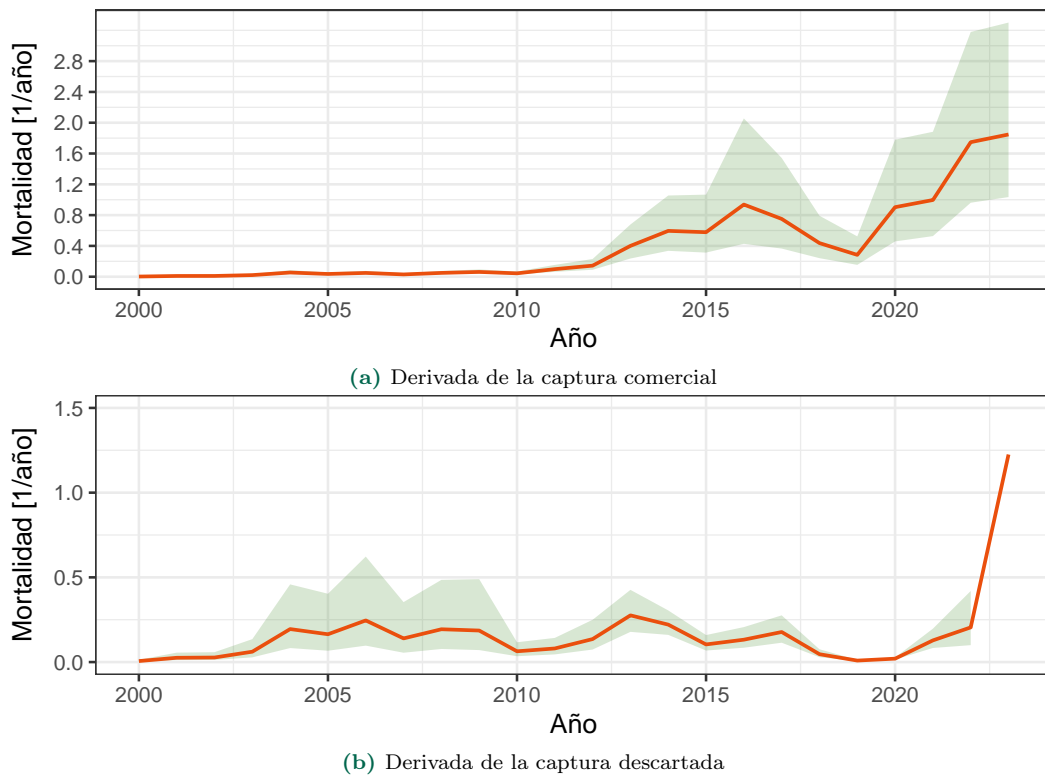 Mortalidad [1/año]
2.8
2.4
2.0
1.6
1.2
0.8
0.4
0.0
2000 2005 2010 2015 2020
Año
(a) Derivada de la captura comercial
Mortalidad [1/año]
1.5
1.0
0.5
0.0
2000 2005 2010 2015 2020
Año
(b) Derivada de la captura descartada